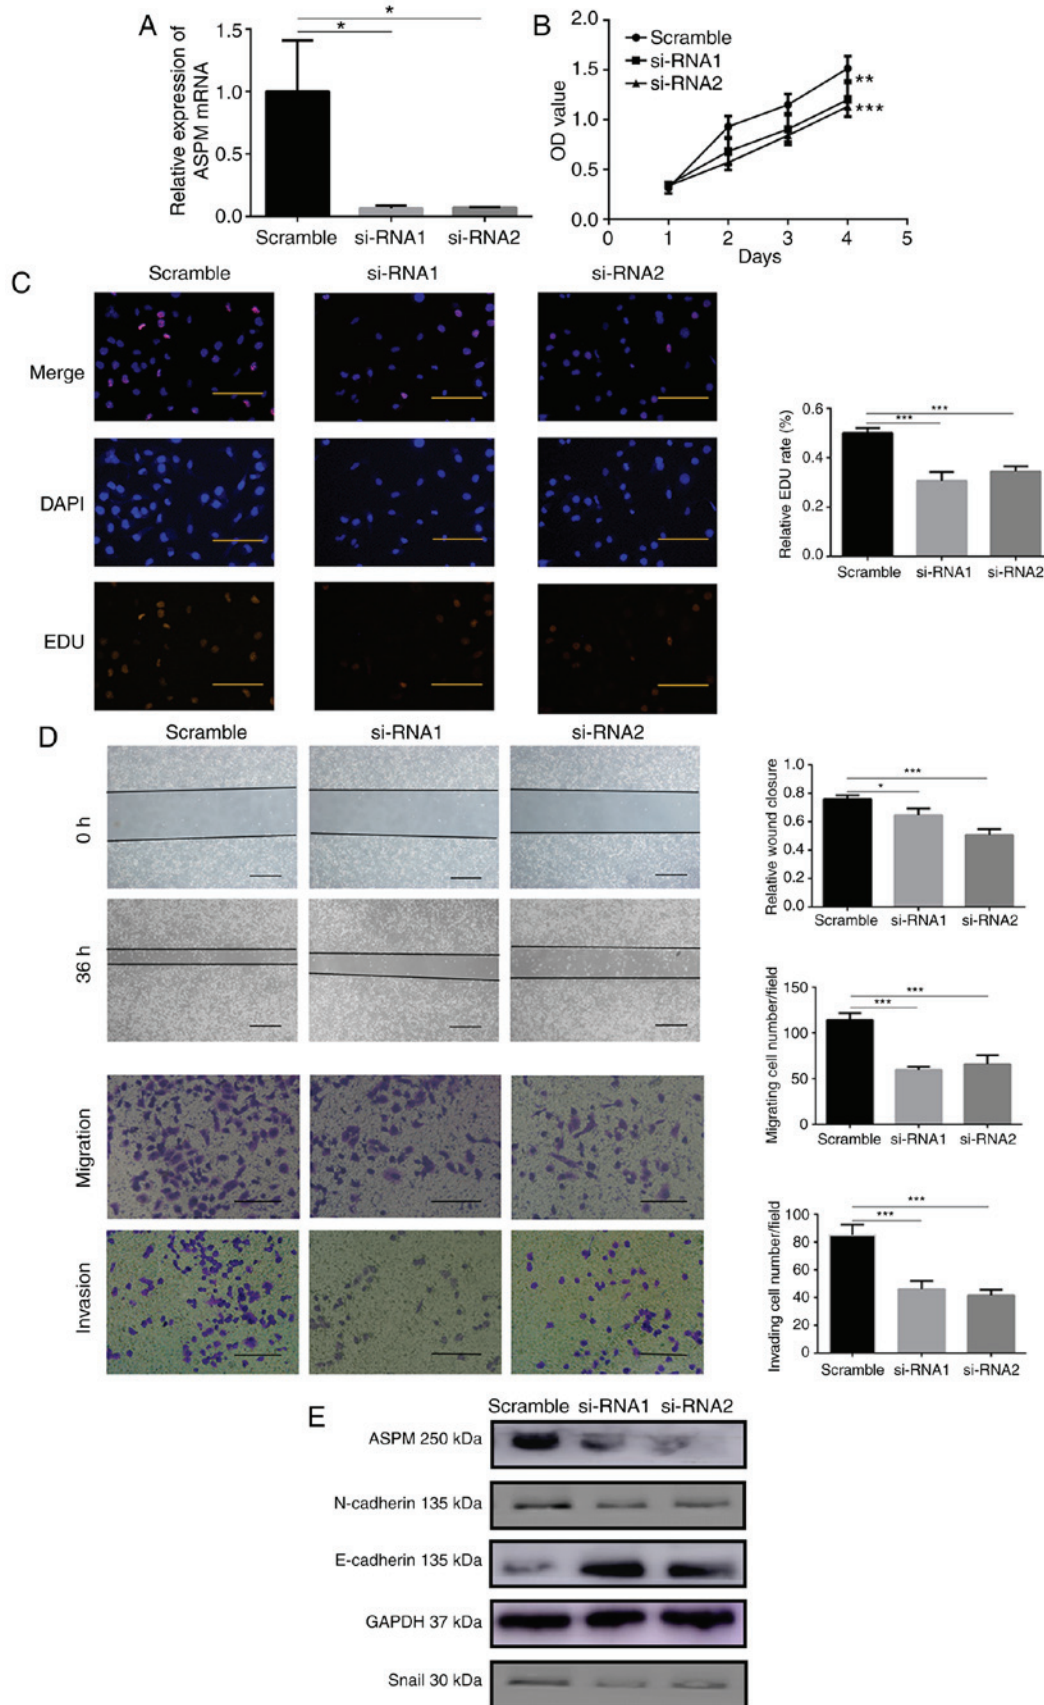 A
Relative expression of
ASPM mRNA
1.5
1.0
0.5
0.0
*
*
Scramble si-RNA1 si-RNA2
B
OD value
2.0
1.5
1.0
0.5
0.0
Scramble
si-RNA1
si-RNA2
**
***
0 1 2 3 4 5
Days
C
Scramble si-RNA1 si-RNA2
Merge
DAPI
EDU
Relative EDU rate (%)
0.6
0.4
0.2
0.0
***
***
Scramble si-RNA1 si-RNA2
D
Scramble si-RNA1 si-RNA2
0 h
36 h
Migration
Invasion
Relative wound closure
1.0
0.8
0.6
0.4
0.2
0.0
***
*
Scramble si-RNA1 si-RNA2
Migrating cell number/field
150
100
50
0
***
***
Scramble si-RNA1 si-RNA2
Invading cell number/field
100
80
60
40
20
0
***
***
Scramble si-RNA1 si-RNA2
E
Scramble si-RNA1 si-RNA2
ASPM 250 kDa
N-cadherin 135 kDa
E-cadherin 135 kDa
GAPDH 37 kDa
Snail 30 kDa